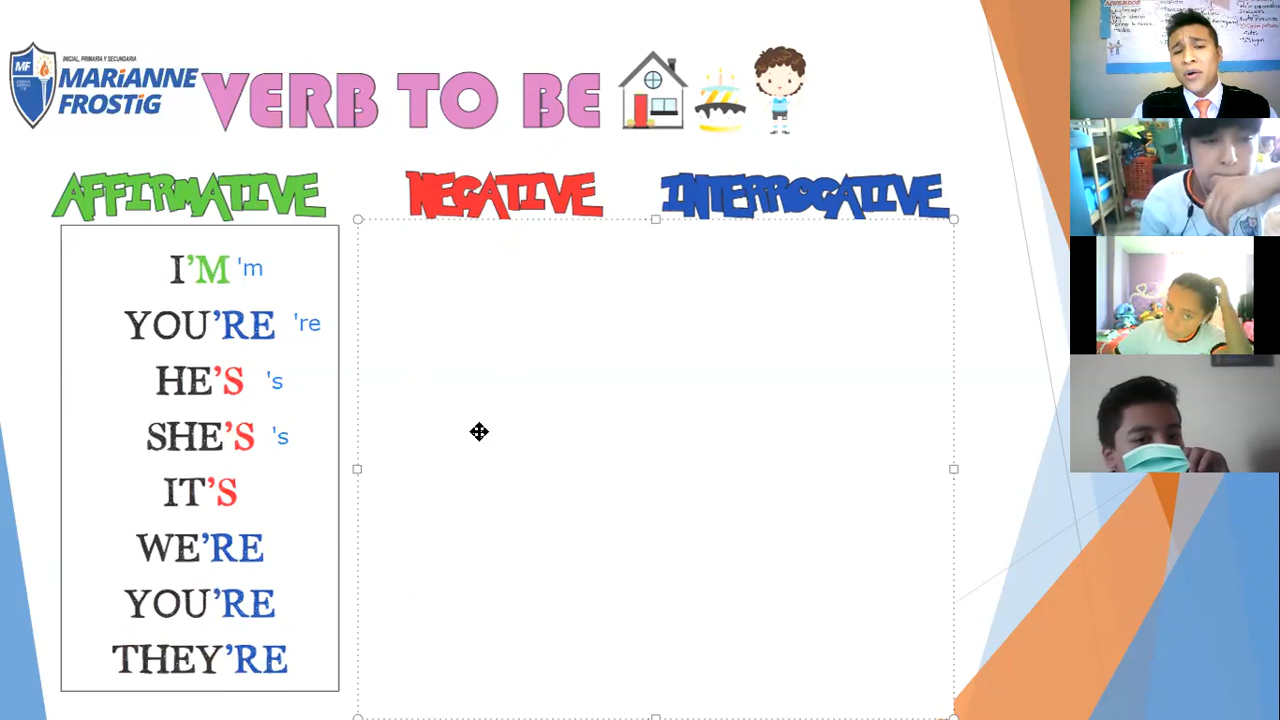 INICIAL, PRIMARIA Y SECUNDARIA
MF
MARiANNE
FROSTiG
VERB TO BE
AFFIRMATIVE
NEGATIVE
INTERROGATIVE
I'M 'm
YOU'RE 're
HE'S 's
SHE'S 's
IT'S
WE'RE
YOU'RE
THEY'RE